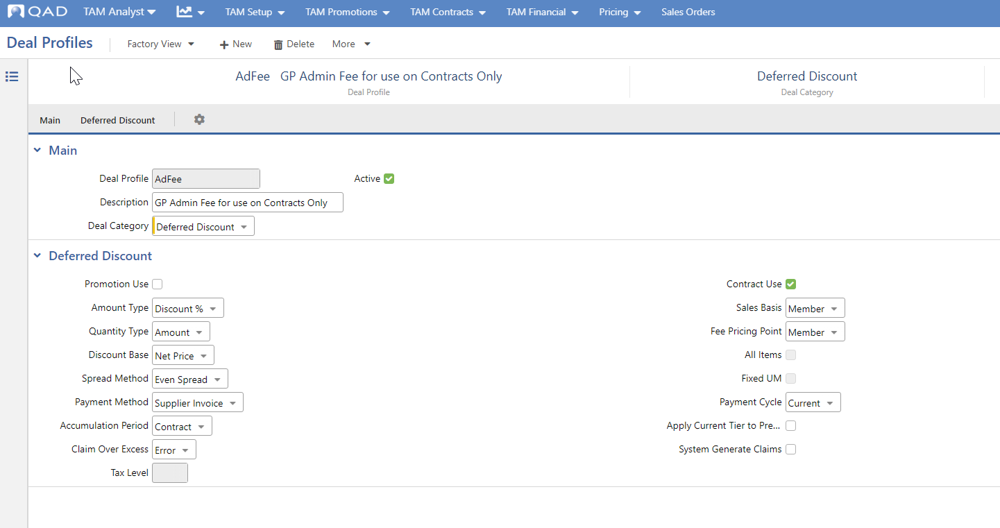 QAD TAM Analyst TAM Setup TAM Promotions TAM Contracts TAM Financial Pricing Sales Orders
Deal Profiles Factory View New Delete More
AdFee GP Admin Fee for use on Contracts Only Deferred Discount
Deal Profile Deal Category
Main Deferred Discount
Main
Deal Profile AdFee Active
Description GP Admin Fee for use on Contracts Only
Deal Category Deferred Discount
Deferred Discount
Promotion Use Contract Use
Amount Type Discount % Sales Basis Member
Quantity Type Amount Fee Pricing Point Member
Discount Base Net Price All Items
Spread Method Even Spread Fixed UM
Payment Method Supplier Invoice Payment Cycle Current
Accumulation Period Contract Apply Current Tier to Pre...
Claim Over Excess Error System Generate Claims
Tax Level